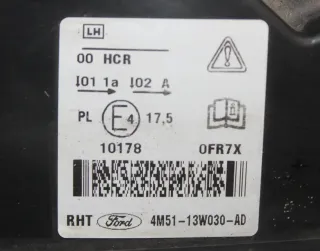 LH
00 HCR
I01 1a I02 A
PL E4 17,5
10178 0FR7X
RHT Ford 4M51-13W030-AD